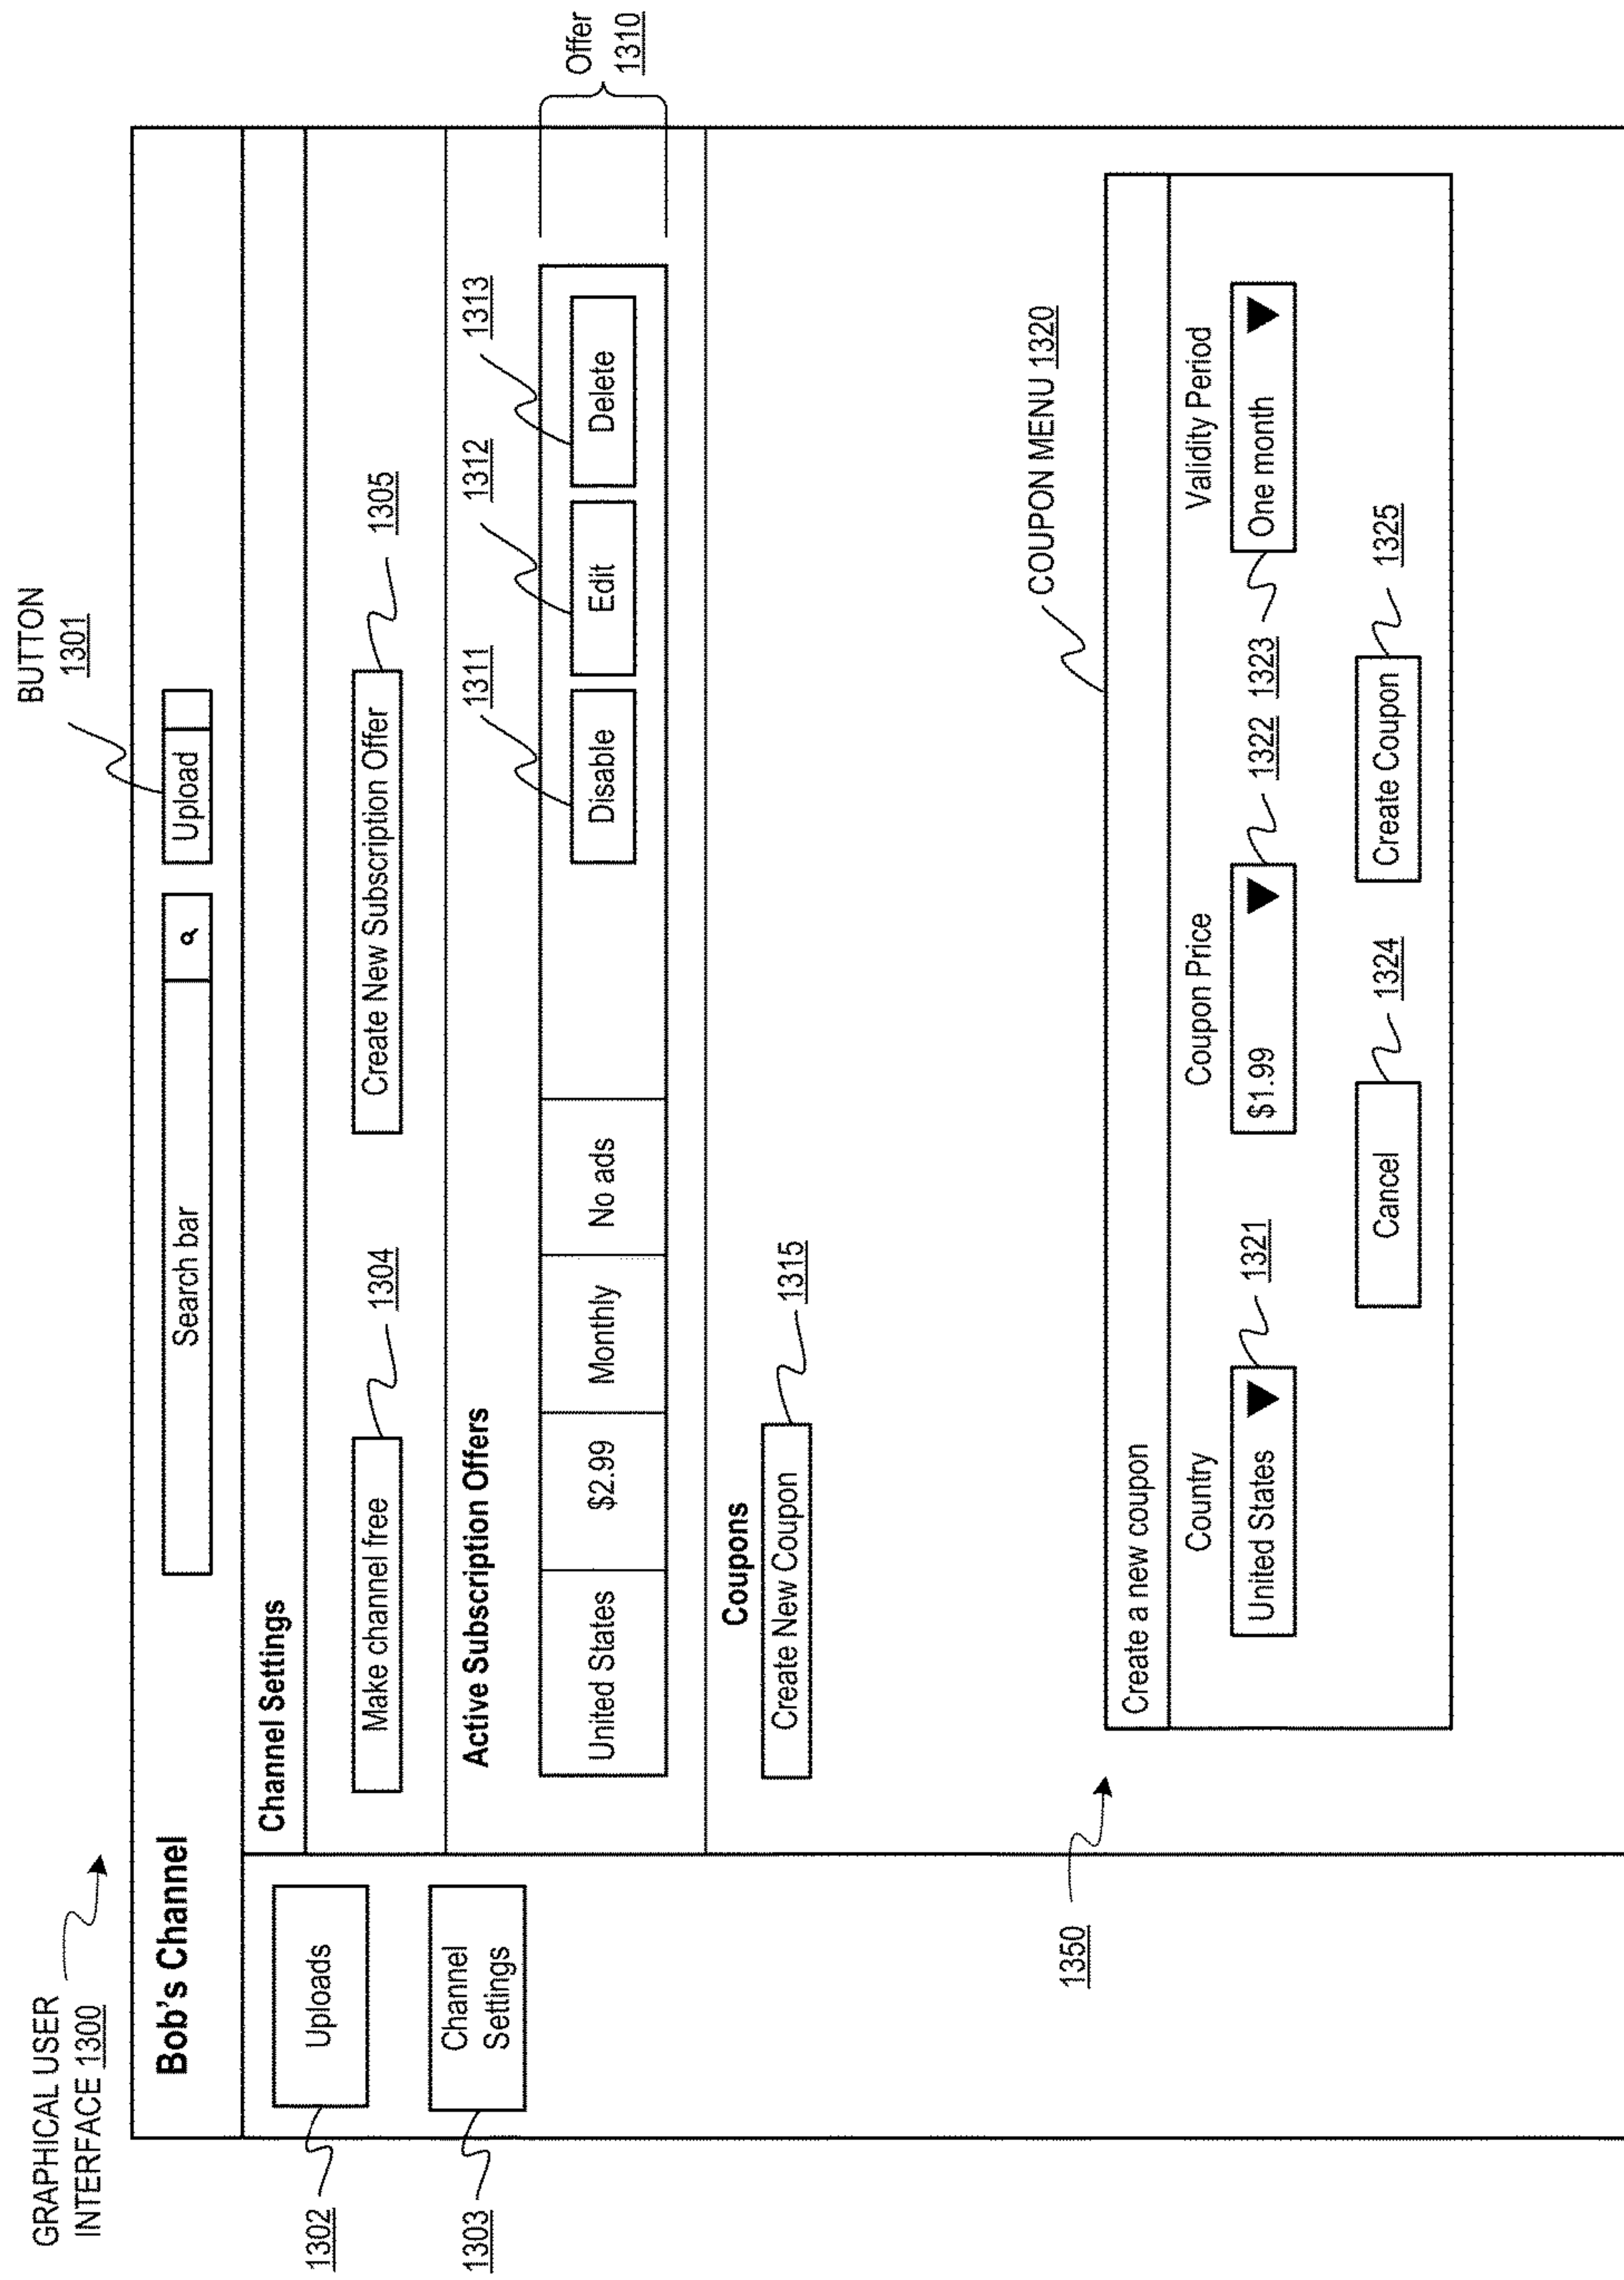 GRAPHICAL USER
INTERFACE 1300
BUTTON
1301
Bob's Channel
Search bar
Upload
1302
Uploads
1303
Channel
Settings
Channel Settings
Make channel free
1304
Create New Subscription Offer
1305
Active Subscription Offers
1311
1312
1313
United States
$2.99
Monthly
No ads
Disable
Edit
Delete
Offer
1310
Coupons
Create New Coupon
1315
1350
COUPON MENU 1320
Create a new coupon
Country
Coupon Price
Validity Period
United States
1321
$1.99
1322
1323
One month
Cancel
1324
Create Coupon
1325